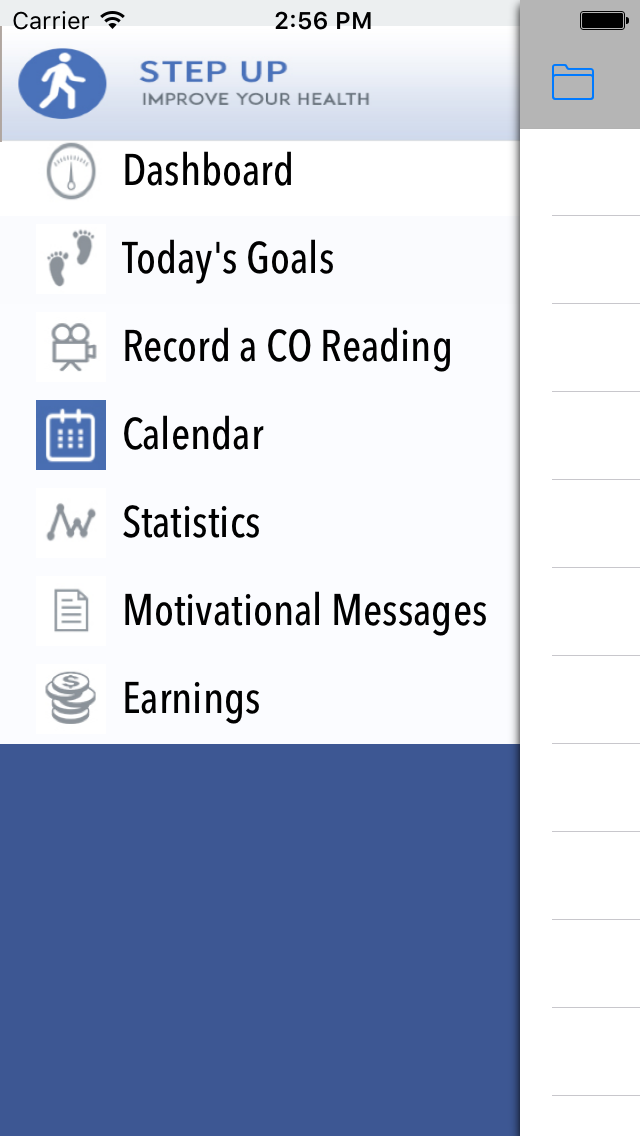 Carrier 2:56 PM
STEP UP
IMPROVE YOUR HEALTH
Dashboard
Today's Goals
Record a CO Reading
Calendar
Statistics
Motivational Messages
$ Earnings